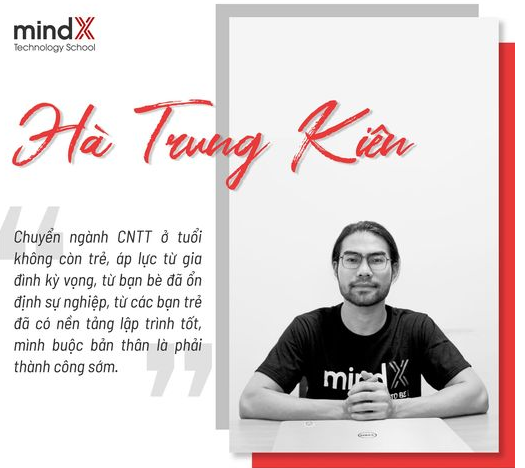 mindX
Technology School
Hà Trung Kiên
Chuyển ngành CNTT ở tuổi
không còn trẻ, áp lực từ gia
đình kỳ vọng, từ bạn bè đã ổn
định sự nghiệp, từ các bạn trẻ
đã có nền tảng lập trình tốt,
mình buộc bản thân là phải
thành công sớm.
mindX
DELL